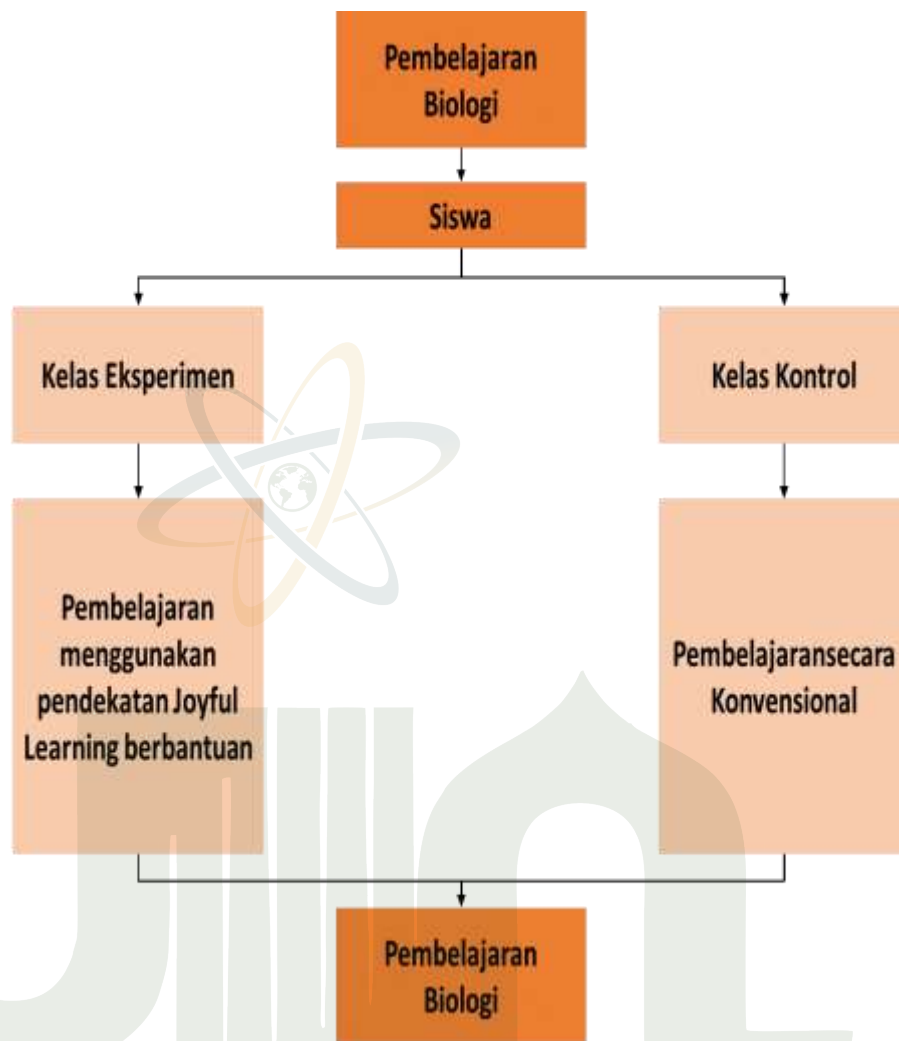 Pembelajaran
Biologi
Siswa
Kelas Eksperimen
Kelas Kontrol
Pembelajaran
menggunakan
pendekatan Joyful
Learning berbantuan
Pembelajaransecara
Konvensional
Pembelajaran
Biologi